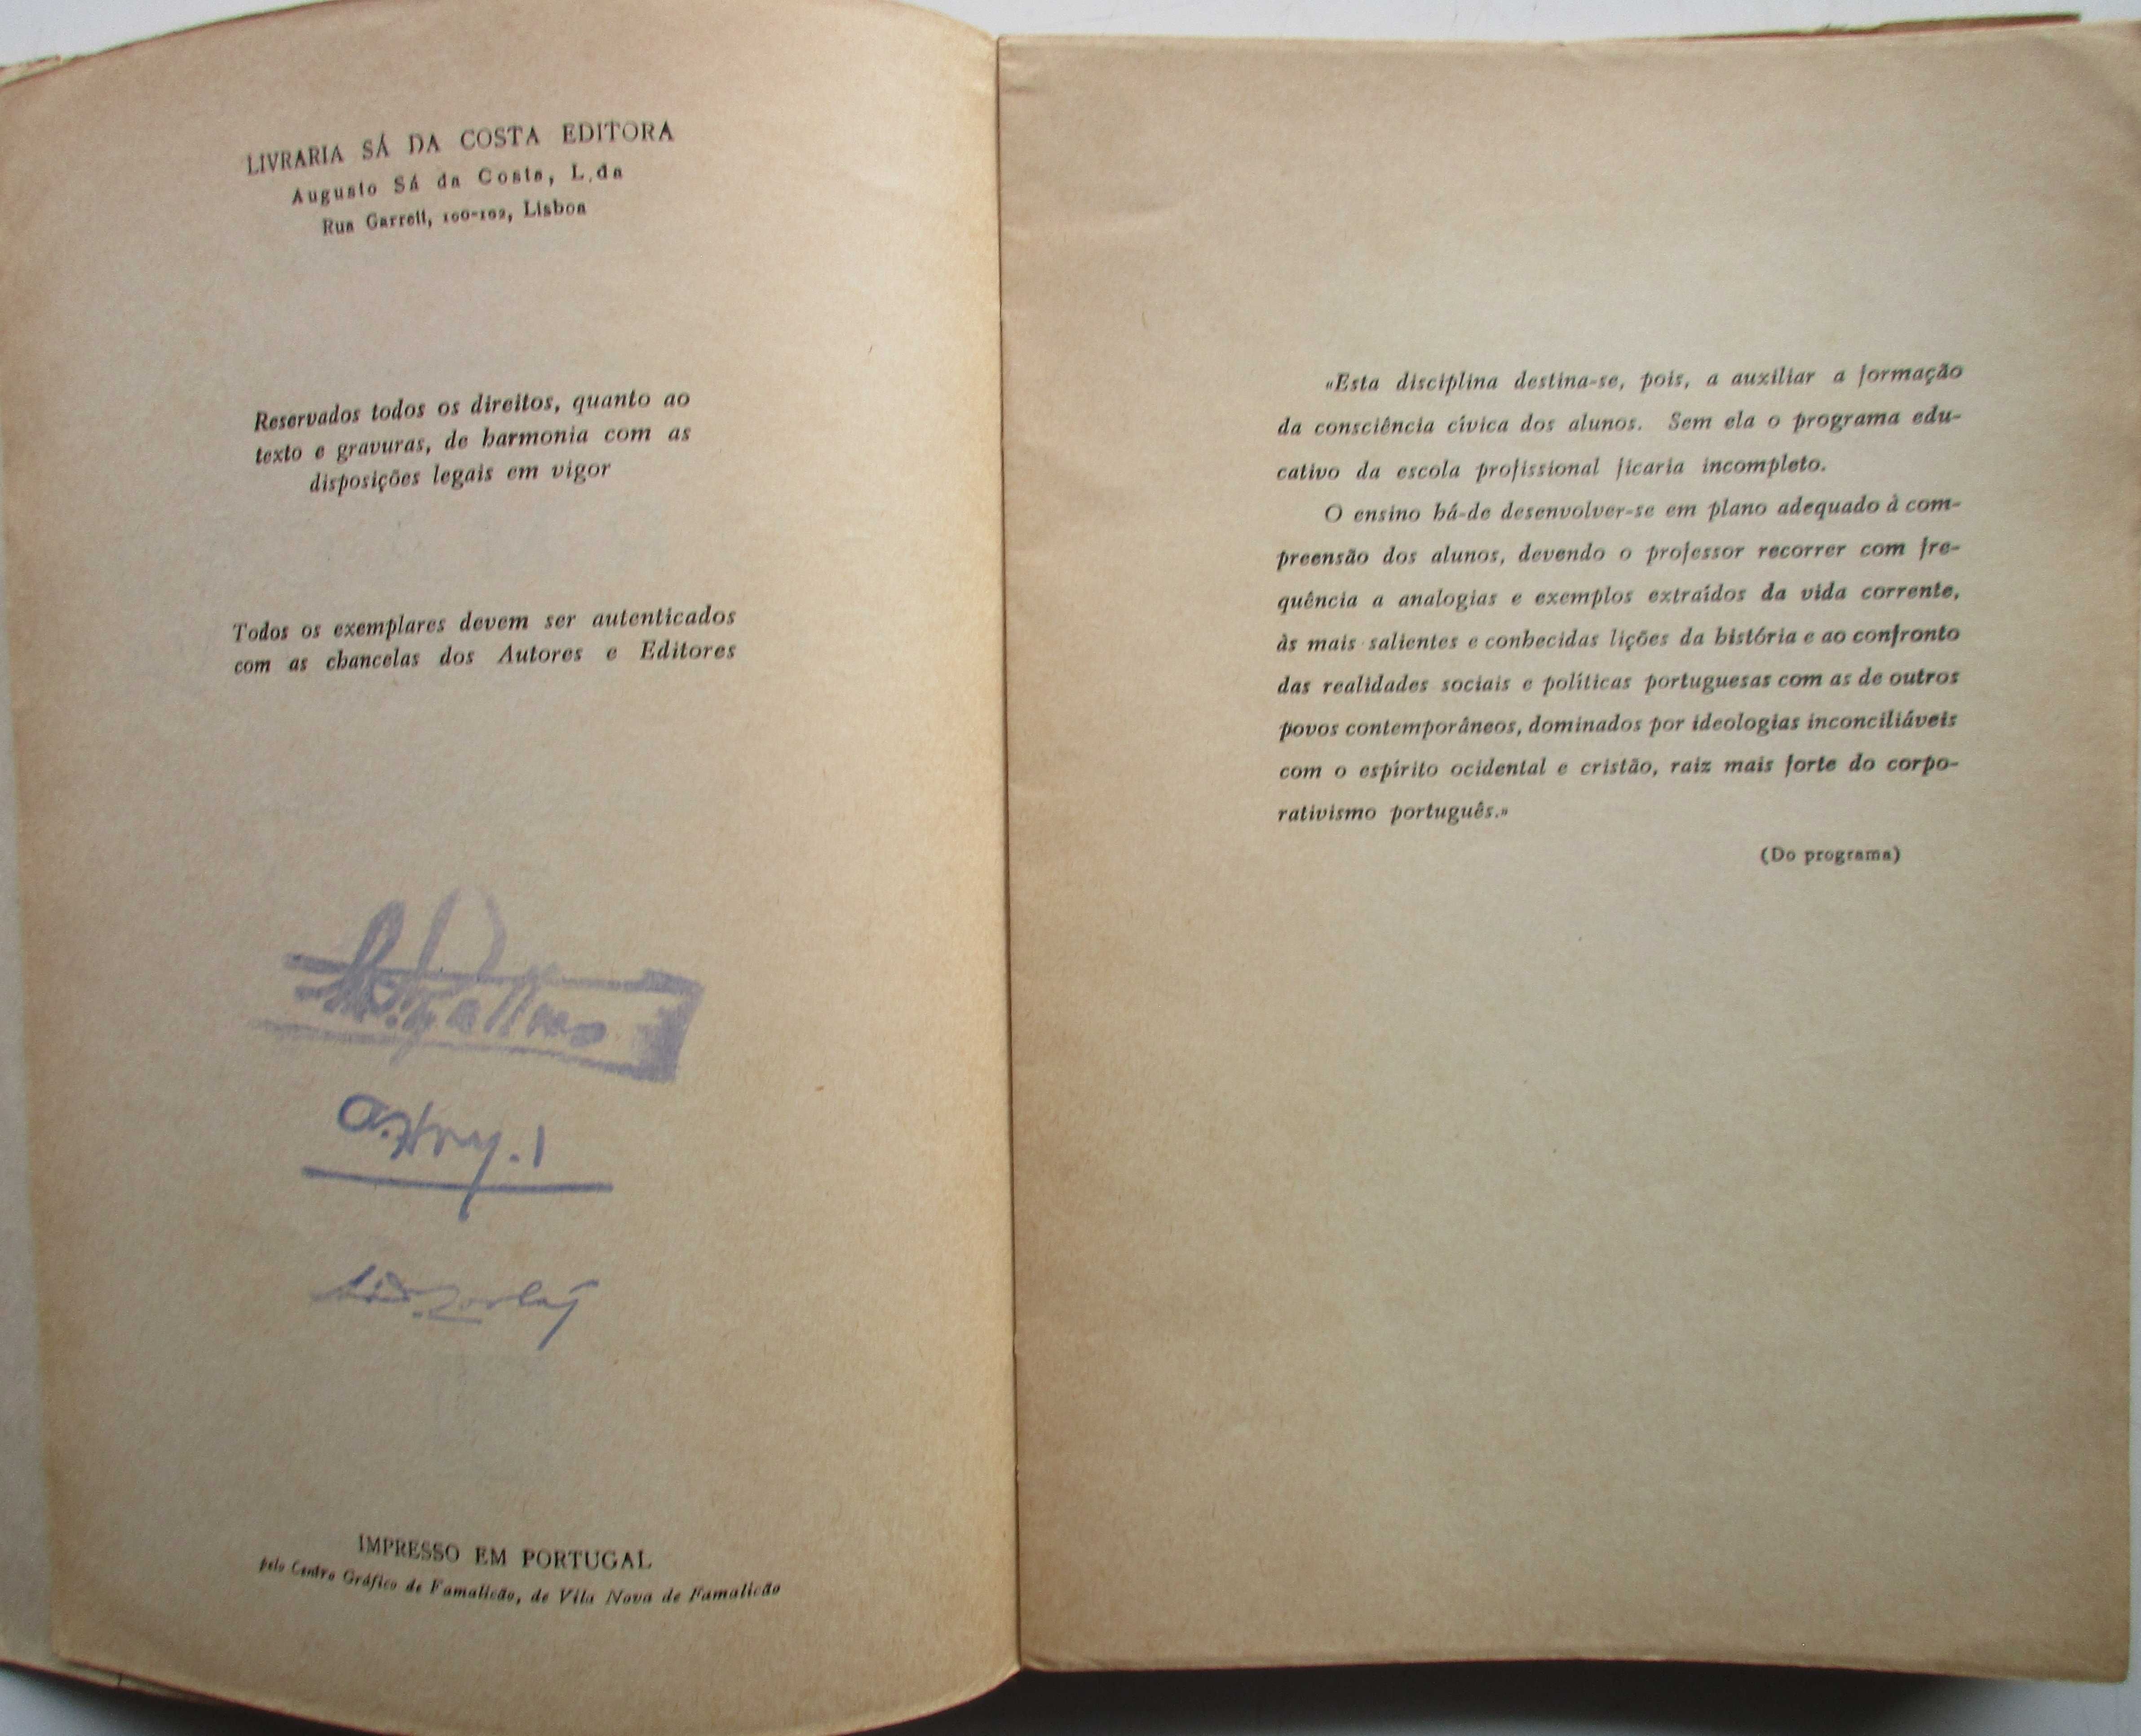 LIVRARIA SÁ DA COSTA EDITORA
Augusto Sá da Costa, L.da
Rua Garrett, 100-102, Lisboa
Reservados todos os direitos, quanto ao
texto e gravuras, de harmonia com as
disposições legais em vigor
Todos os exemplares devem ser autenticados
com as chancelas dos Autores e Editores
IMPRESSO EM PORTUGAL
pelo Centro Gráfico de Famalicão, de Vila Nova de Famalicão
«Esta disciplina destina-se, pois, a auxiliar a formação
da consciência cívica dos alunos. Sem ela o programa edu-
cativo da escola profissional ficaria incompleto.
O ensino há-de desenvolver-se em plano adequado à com-
preensão dos alunos, devendo o professor recorrer com fre-
quência a analogias e exemplos extraídos da vida corrente,
às mais salientes e conhecidas lições da história e ao confronto
das realidades sociais e políticas portuguesas com as de outros
povos contemporâneos, dominados por ideologias inconciliáveis
com o espírito ocidental e cristão, raiz mais forte do corpo-
rativismo português.»
(Do programa)